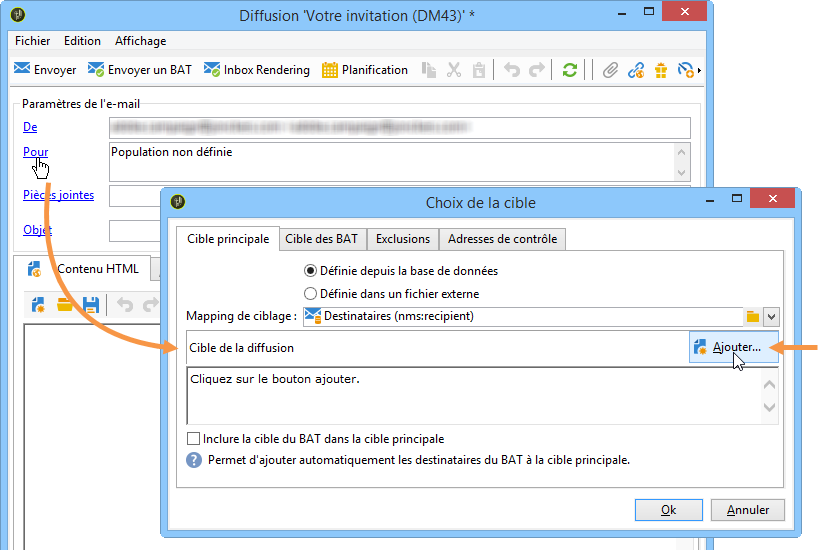 Diffusion 'Votre invitation (DM43)' *
Fichier Edition Affichage
Envoyer Envoyer un BAT Inbox Rendering Planification
Paramètres de l'e-mail
De
Pour Population non définie
Pièces jointes
Objet
Contenu HTML
Choix de la cible
Cible principale Cible des BAT Exclusions Adresses de contrôle
Définie depuis la base de données
Définie dans un fichier externe
Mapping de ciblage : Destinataires (nms:recipient)
Cible de la diffusion Ajouter...
Cliquez sur le bouton ajouter.
Inclure la cible du BAT dans la cible principale
Permet d'ajouter automatiquement les destinataires du BAT à la cible principale.
Ok Annuler